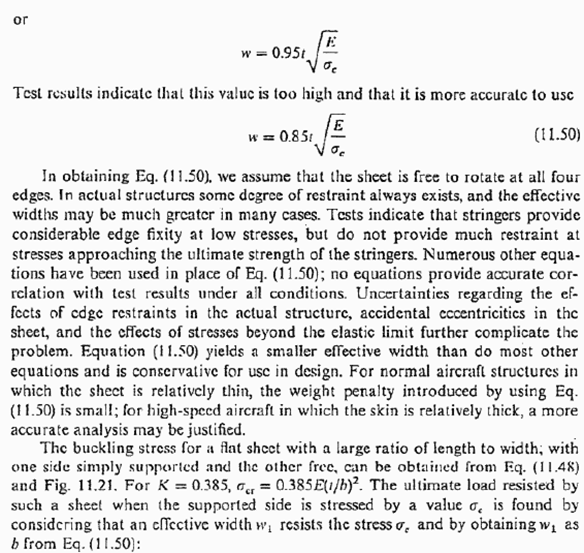 or
w = 0.95t √(E/σc)
Test results indicate that this value is too high and that it is more accurate to use
w = 0.85t √(E/σc) (11.50)
In obtaining Eq. (11.50), we assume that the sheet is free to rotate at all four
edges. In actual structures some degree of restraint always exists, and the effective
widths may be much greater in many cases. Tests indicate that stringers provide
considerable edge fixity at low stresses, but do not provide much restraint at
stresses approaching the ultimate strength of the stringers. Numerous other equa-
tions have been used in place of Eq. (11.50); no equations provide accurate cor-
relation with test results under all conditions. Uncertainties regarding the ef-
fects of edge restraints in the actual structure, accidental eccentricities in the
sheet, and the effects of stresses beyond the elastic limit further complicate the
problem. Equation (11.50) yields a smaller effective width than do most other
equations and is conservative for use in design. For normal aircraft structures in
which the sheet is relatively thin, the weight penalty introduced by using Eq.
(11.50) is small; for high-speed aircraft in which the skin is relatively thick, a more
accurate analysis may be justified.
The buckling stress for a flat sheet with a large ratio of length to width, with
one side simply supported and the other free, can be obtained from Eq. (11.48)
and Fig. 11.21. For K = 0.385, σcr = 0.385E(t/b)². The ultimate load resisted by
such a sheet when the supported side is stressed by a value σc is found by
considering that an effective width w₁ resists the stress σc and by obtaining w₁ as
b from Eq. (11.50):